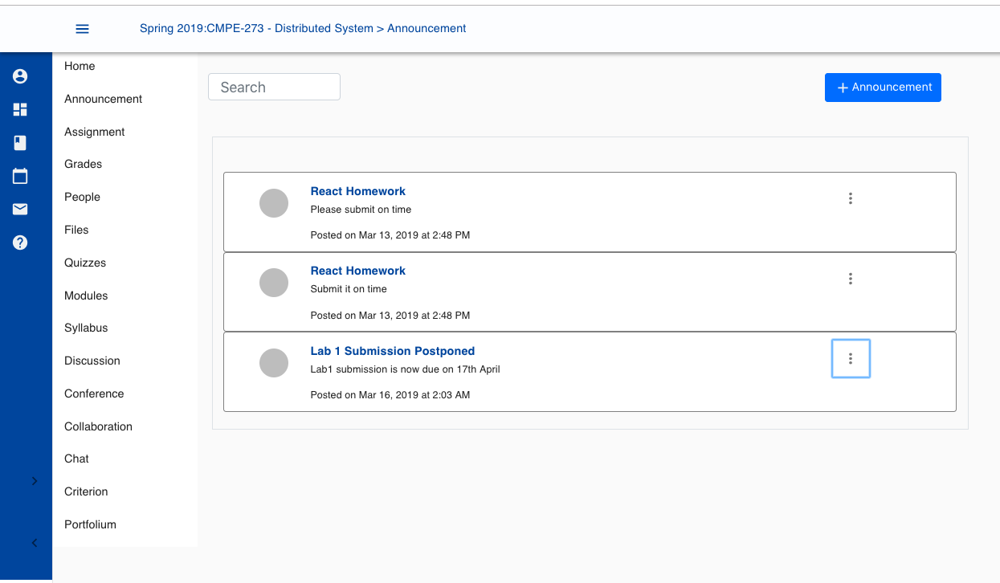 Spring 2019:CMPE-273 - Distributed System > Announcement
Home
Announcement
Assignment
Grades
People
Files
Quizzes
Modules
Syllabus
Discussion
Conference
Collaboration
Chat
Criterion
Portfolium
Search
+ Announcement
React Homework
Please submit on time
Posted on Mar 13, 2019 at 2:48 PM
React Homework
Submit it on time
Posted on Mar 13, 2019 at 2:48 PM
Lab 1 Submission Postponed
Lab1 submission is now due on 17th April
Posted on Mar 16, 2019 at 2:03 AM